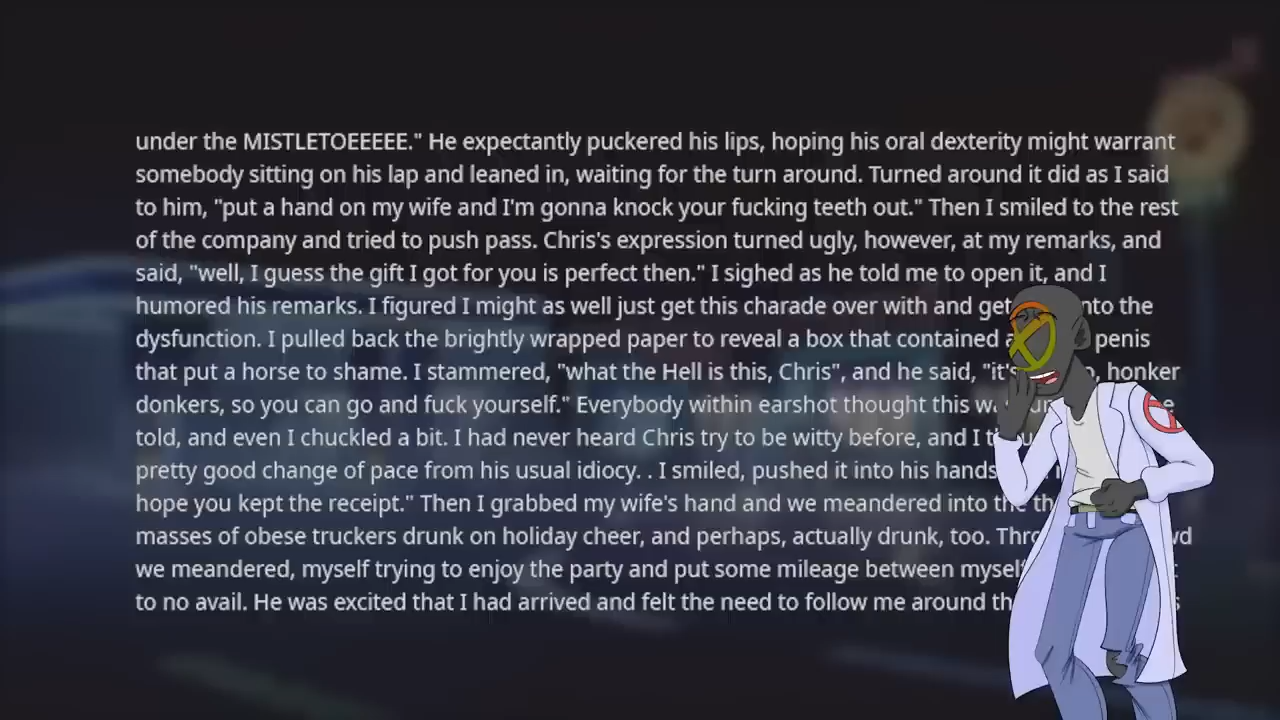 under the MISTLETOEEEEE." He expectantly puckered his lips, hoping his oral dexterity might warrant
somebody sitting on his lap and leaned in, waiting for the turn around. Turned around it did as I said
to him, "put a hand on my wife and I'm gonna knock your fucking teeth out." Then I smiled to the rest
of the company and tried to push pass. Chris's expression turned ugly, however, at my remarks, and
said, "well, I guess the gift I got for you is perfect then." I sighed as he told me to open it, and I
humored his remarks. I figured I might as well just get this charade over with and get the
dysfunction. I pulled back the brightly wrapped paper to reveal a box that contained penis
that put a horse to shame. I stammered, "what the Hell is this, Chris", and he said, "it's honker
donkers, so you can go and fuck yourself." Everybody within earshot thought this
told, and even I chuckled a bit. I had never heard Chris try to be witty before, and I
pretty good change of pace from his usual idiocy. . I smiled, pushed it into his hands
hope you kept the receipt." Then I grabbed my wife's hand and we meandered into the
masses of obese truckers drunk on holiday cheer, and perhaps, actually drunk, too.
we meandered, myself trying to enjoy the party and put some mileage between
to no avail. He was excited that I had arrived and felt the need to follow me around